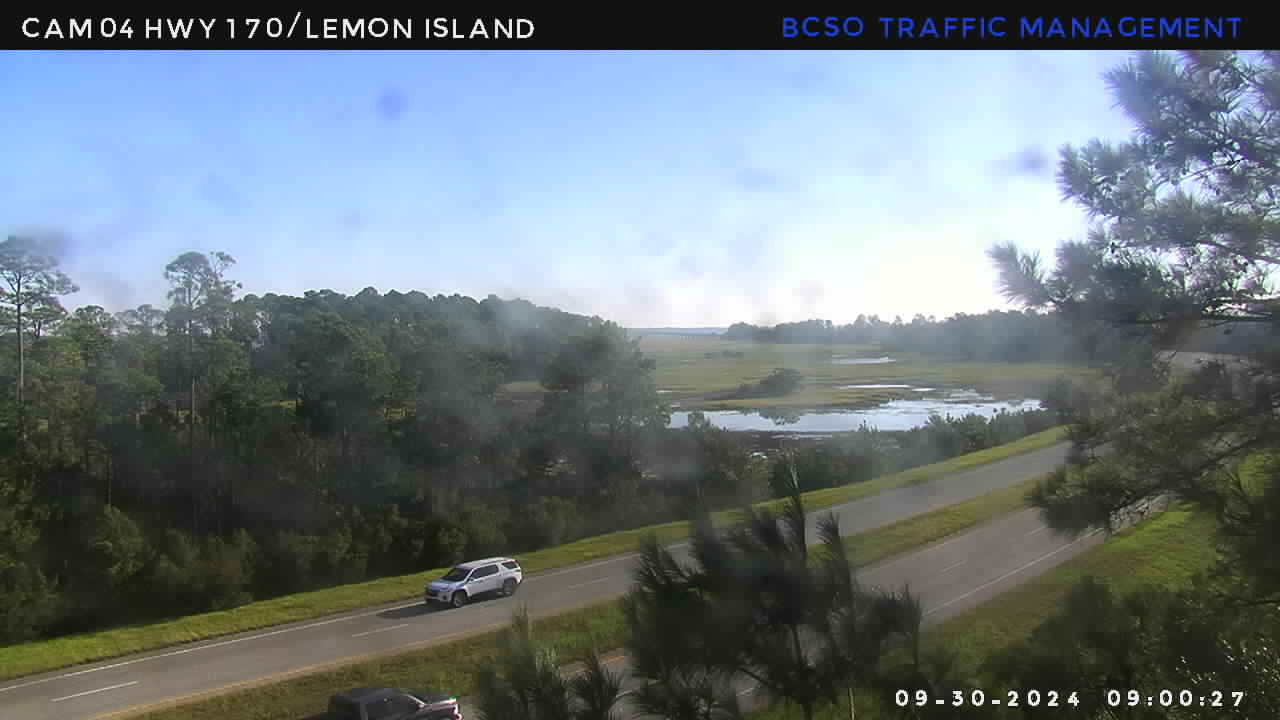 CAM04 HWY 170/LEMON ISLAND
BCSO TRAFFIC MANAGEMENT
09-30-2024 09:00:27